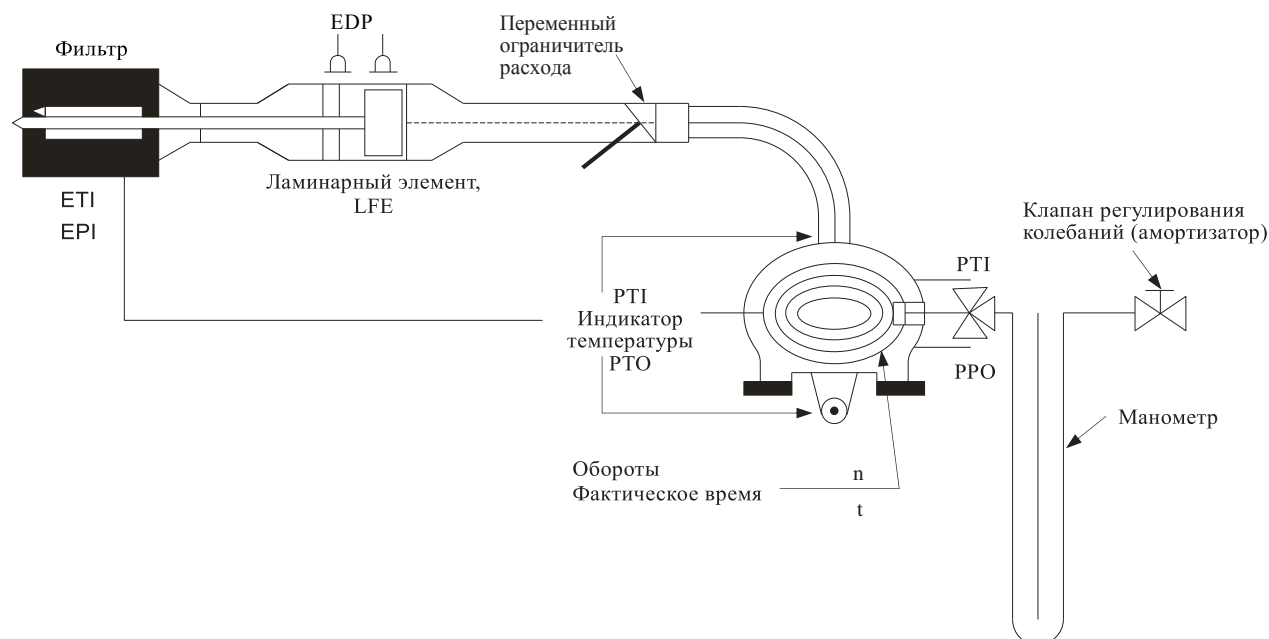 EDP
Переменный
ограничитель
расхода
Фильтр
Ламинарный элемент,
LFE
ETI
EPI
Клапан регулирования
колебаний (амортизатор)
PTI
PTI
Индикатор
температуры
PTO
PPO
Манометр
Обороты
n
Фактическое время
t